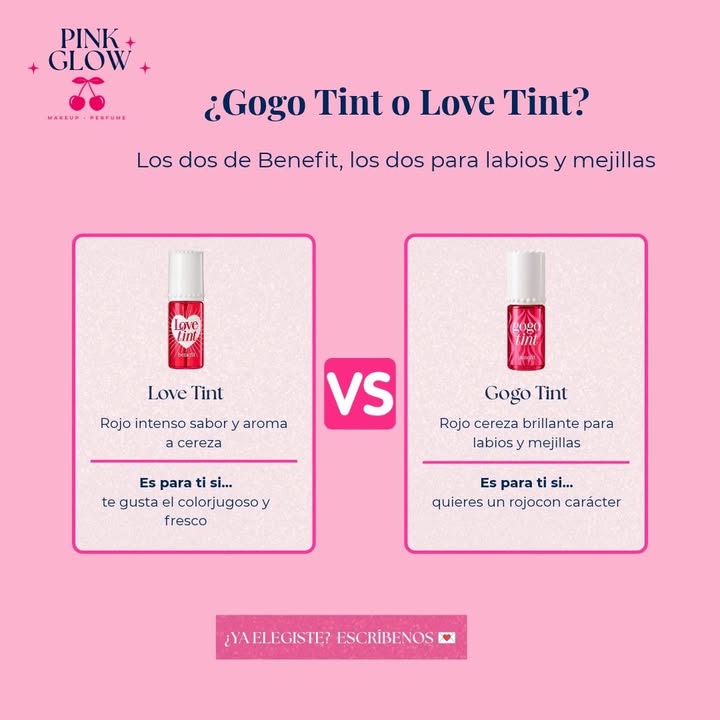 PINK
GLOW
MAKEUP - PERFUME
¿Gogo Tint o Love Tint?
Los dos de Benefit, los dos para labios y mejillas
Love
tint
benefit
Love Tint
Rojo intenso sabor y aroma
a cereza
Es para ti si...
te gusta el colorjugoso y
fresco
VS
gogo
tint
benefit
Gogo Tint
Rojo cereza brillante para
labios y mejillas
Es para ti si...
quieres un rojocon carácter
¿YA ELEGISTE? ESCRÍBENOS 💌